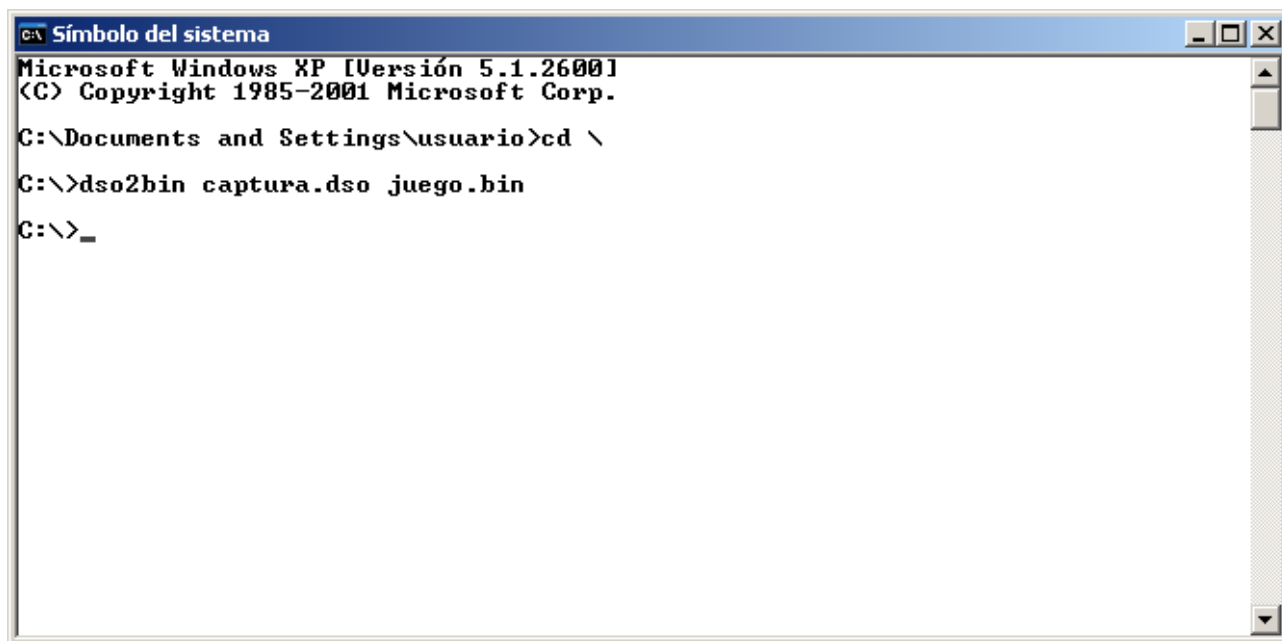 Símbolo del sistema
Microsoft Windows XP [Versión 5.1.2600]
(C) Copyright 1985-2001 Microsoft Corp.
C:\Documents and Settings\usuario>cd \
C:\>dso2bin captura.dso juego.bin
C:\>_